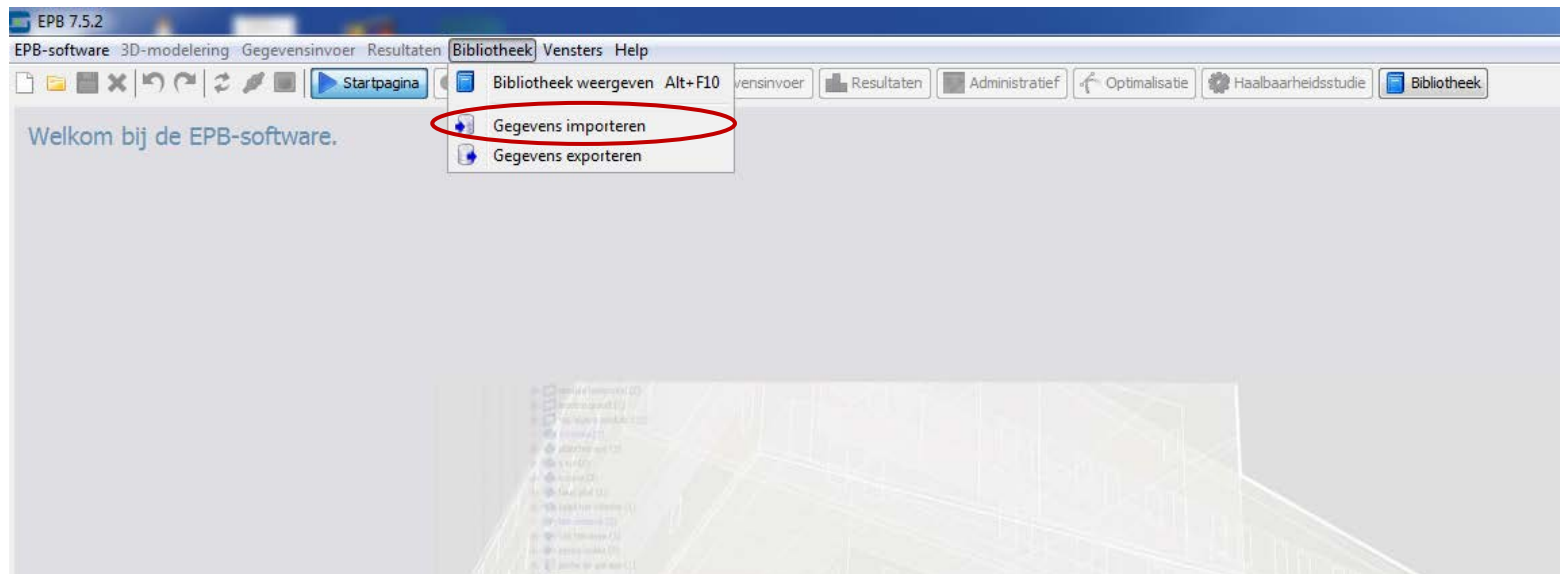 EPB 7.5.2
EPB-software 3D-modelering Gegevensinvoer Resultaten Bibliotheek Vensters Help
Startpagina vensinvoer Resultaten Administratief Optimalisatie Haalbaarheidsstudie Bibliotheek
Bibliotheek weergeven Alt+F10
Gegevens importeren
Gegevens exporteren
Welkom bij de EPB-software.